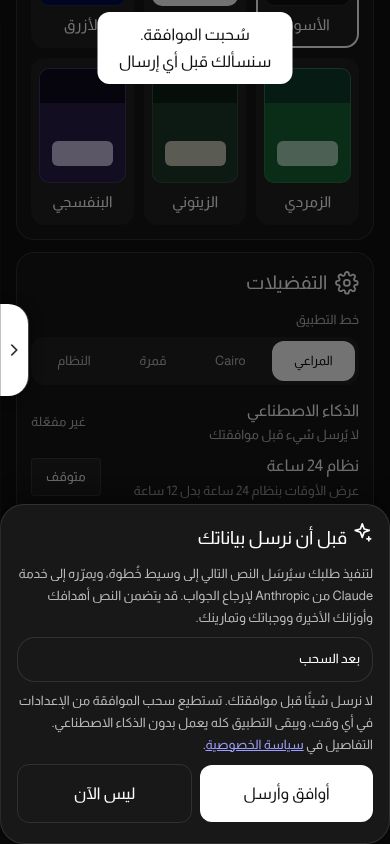 سُحبت الموافقة.
سنسألك قبل أي إرسال
الأسود
الأزرق
الزمردي
الزيتوني
البنفسجي
التفضيلات
خط التطبيق
المراعي
Cairo
قمرة
النظام
الذكاء الاصطناعي
غير مفعّلة
لا يُرسل شيء قبل موافقتك
نظام 24 ساعة
متوقف
عرض الأوقات بنظام 24 ساعة بدل 12 ساعة
قبل أن نرسل بياناتك
لتنفيذ طلبك سيُرسَل النص التالي إلى وسيط خُطوة، ويمرّره إلى خدمة
Claude من Anthropic لإرجاع الجواب. قد يتضمن النص أهدافك
وأوزانك الأخيرة ووجباتك وتمارينك.
بعد السحب
لا نرسل شيئًا قبل موافقتك. تستطيع سحب الموافقة من الإعدادات
في أي وقت، ويبقى التطبيق كله يعمل بدون الذكاء الاصطناعي.
التفاصيل في سياسة الخصوصية.
أوافق وأرسل
ليس الآن